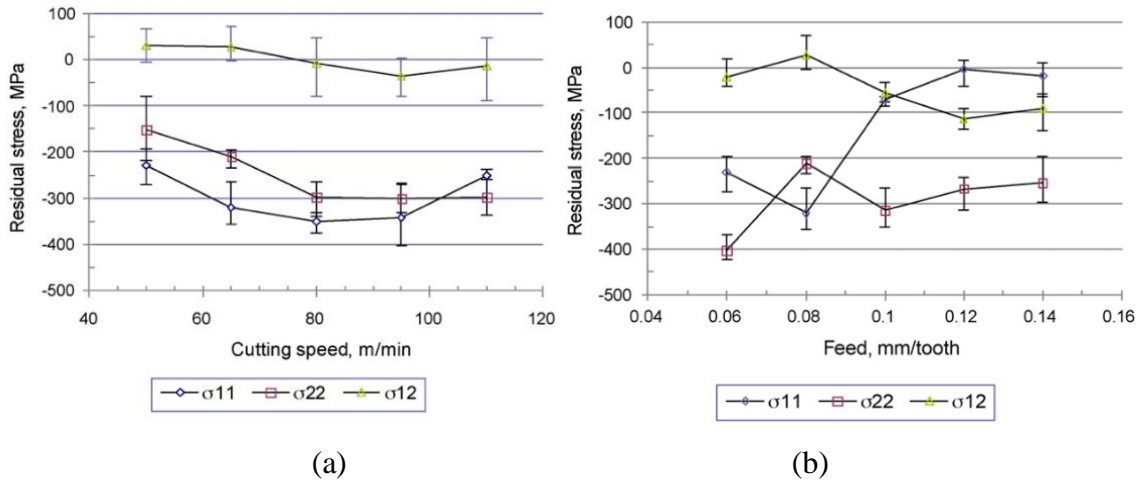 100
0
-100
-200
-300
-400
-500
Residual stress, MPa
40
60
80
100
120
Cutting speed, m/min
σ11
σ22
σ12
(a)
100
0
-100
-200
-300
-400
-500
Residual stress, MPa
0.04
0.06
0.08
0.1
0.12
0.14
0.16
Feed, mm/tooth
σ11
σ22
σ12
(b)